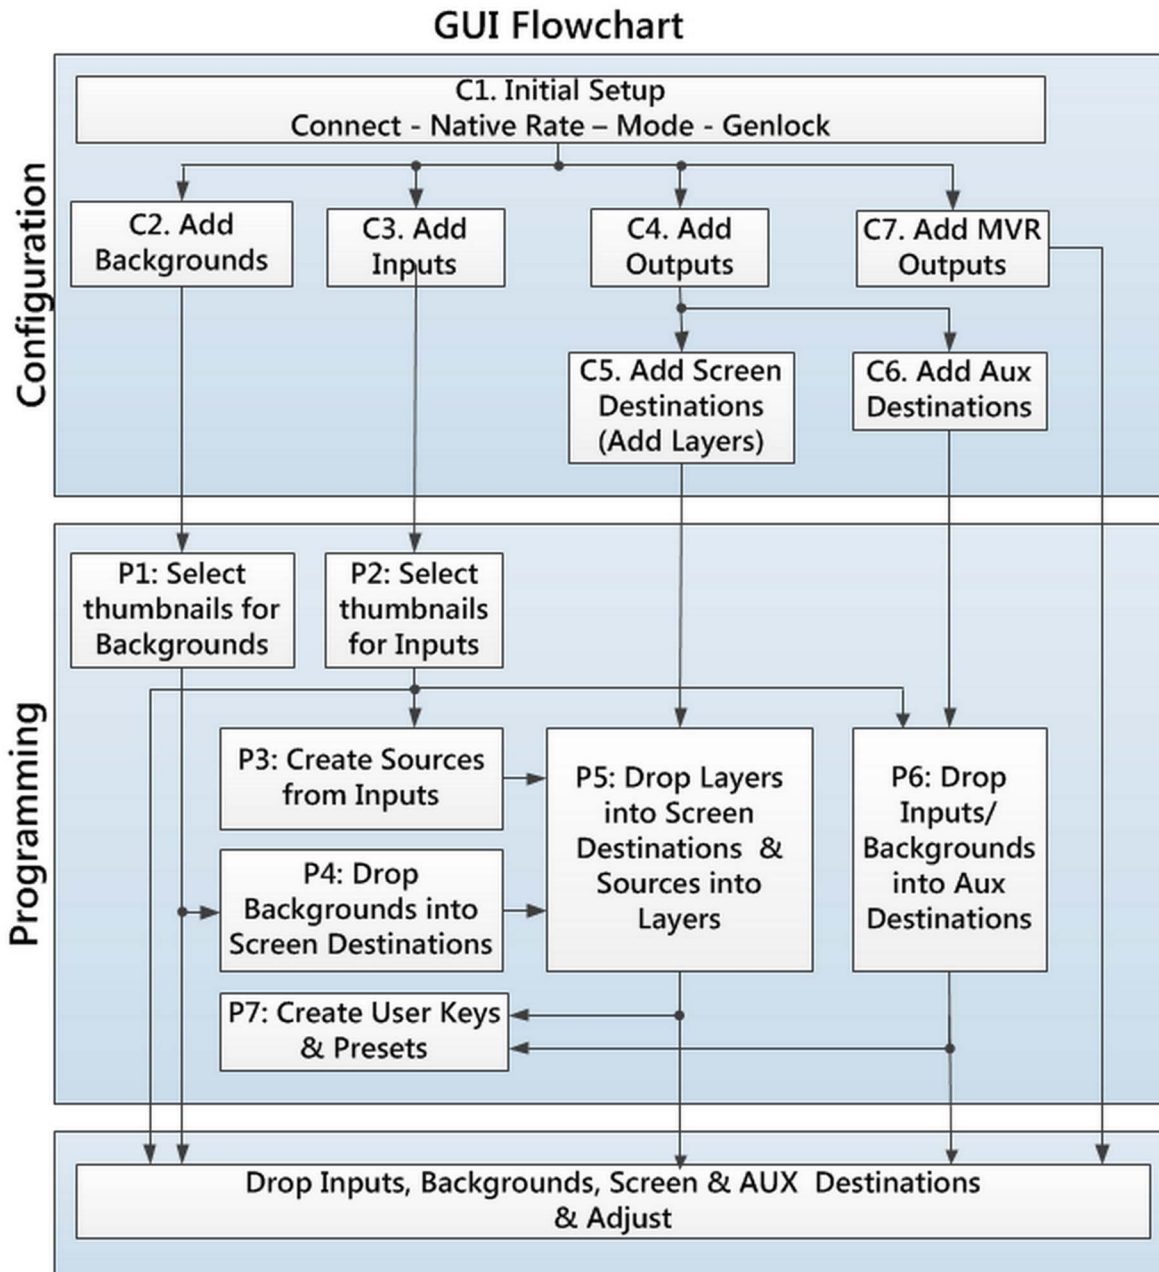 GUI Flowchart
Configuration
C1. Initial Setup
Connect - Native Rate – Mode - Genlock
C2. Add
Backgrounds
C3. Add
Inputs
C4. Add
Outputs
C7. Add MVR
Outputs
C5. Add Screen
Destinations
(Add Layers)
C6. Add Aux
Destinations
Programming
P1: Select
thumbnails for
Backgrounds
P2: Select
thumbnails
for Inputs
P3: Create Sources
from Inputs
P4: Drop
Backgrounds into
Screen Destinations
P5: Drop Layers
into Screen
Destinations &
Sources into
Layers
P6: Drop
Inputs/
Backgrounds
into Aux
Destinations
P7: Create User Keys
& Presets
Drop Inputs, Backgrounds, Screen & AUX Destinations
& Adjust